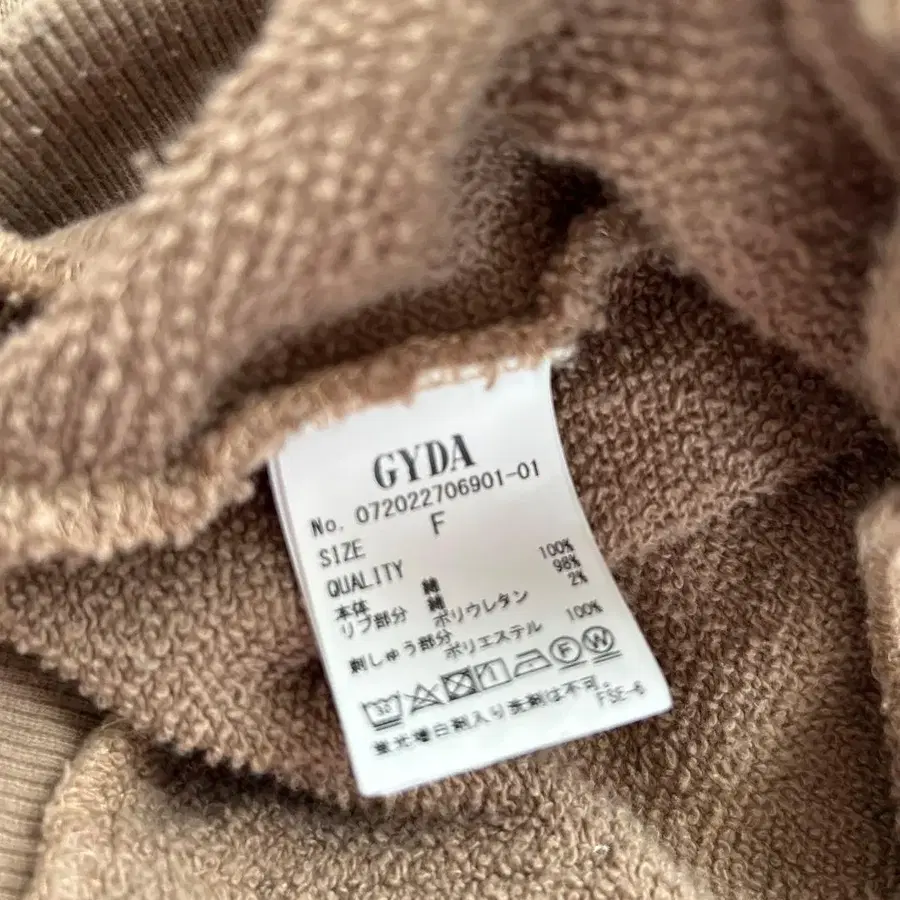 GYDA
No. 072022706901-01
SIZE F
QUALITY
本体 綿 100%
リブ部分 綿 98%
ポリウレタン 2%
刺しゅう部分
ポリエステル 100%
30 F W
蛍光増白剤入り洗剤は不可。
FSE-6